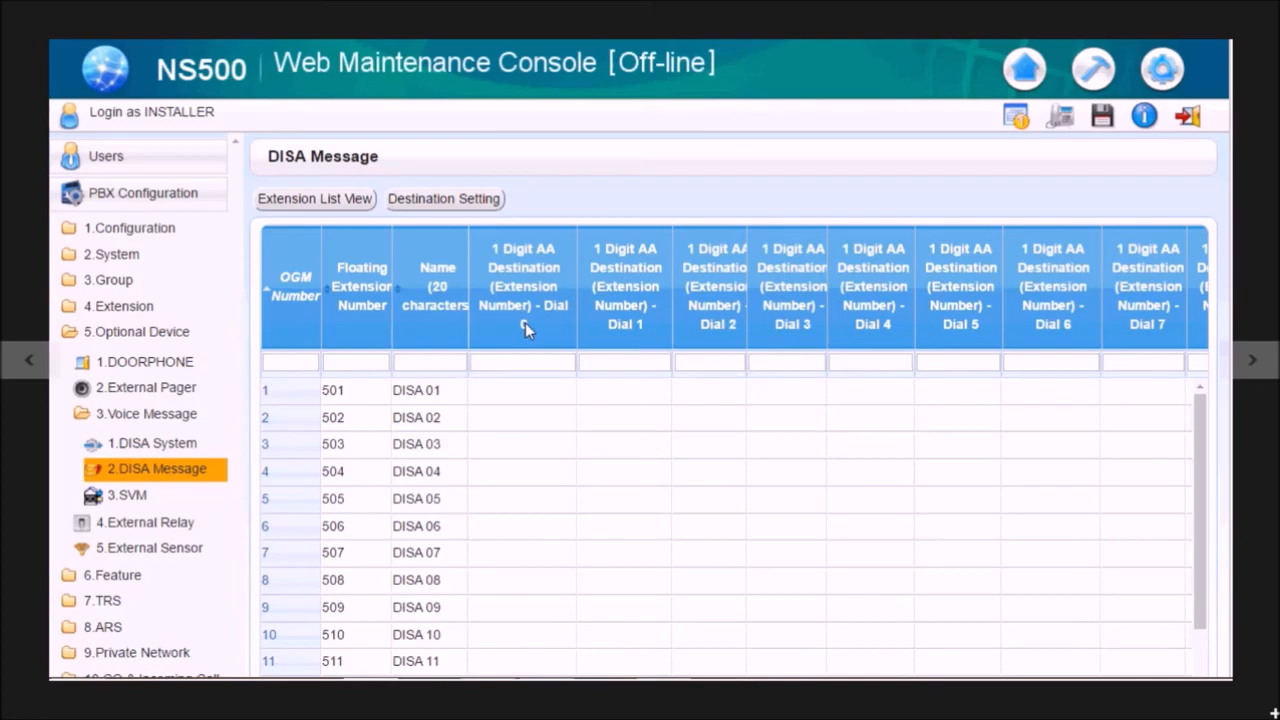 NS500
Web Maintenance Console [Off-line]
Login as INSTALLER
Users
PBX Configuration
1.Configuration
2.System
3.Group
4.Extension
5.Optional Device
1.DOORPHONE
2.External Pager
3.Voice Message
1.DISA System
2.DISA Message
3.SVM
4.External Relay
5.External Sensor
6.Feature
7.TRS
8.ARS
9.Private Network
DISA Message
Extension List View
Destination Setting
OGM
Number
Floating
Extension
Number
Name
(20
characters
1 Digit AA
Destination
(Extension
Number) - Dial
1 Digit AA
Destination
(Extension
Number) -
Dial 1
1 Digit AA
Destinatio
(Extensio
Number) -
Dial 2
1 Digit AA
Destination
(Extension
Number) -
Dial 3
1 Digit AA
Destination
(Extension
Number) -
Dial 4
1 Digit AA
Destination
(Extension
Number) -
Dial 5
1 Digit AA
Destination
(Extension
Number) -
Dial 6
1 Digit AA
Destination
(Extension
Number) -
Dial 7
1 501 DISA 01
2 502 DISA 02
3 503 DISA 03
4 504 DISA 04
5 505 DISA 05
6 506 DISA 06
7 507 DISA 07
8 508 DISA 08
9 509 DISA 09
10 510 DISA 10
11 511 DISA 11